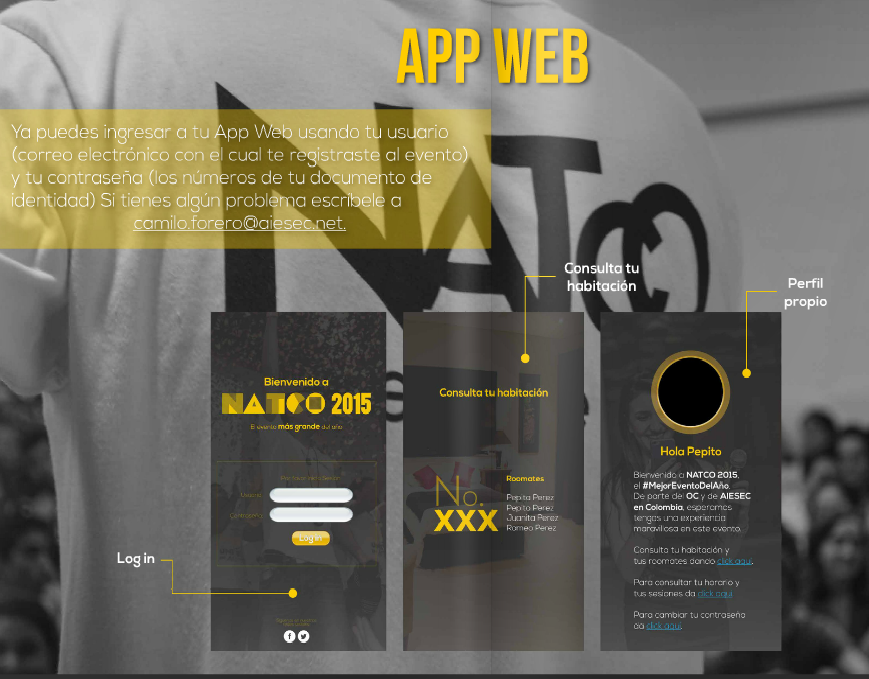 APP WEB
Ya puedes ingresar a tu App Web usando tu usuario
(correo electrónico con el cual te registraste al evento)
y tu contraseña (los números de tu documento de
identidad) Si tienes algún problema escríbele a
camilo.forero@aiesec.net.
NATCO
Consulta tu
habitación
Perfil
propio
Bienvenido a
NATCO 2015
El evento más grande del año
Usuario
Contraseña
Log in
Log in
Consulta tu habitación
No.
XXX
Roomates
Pepita Perez
Pepito Perez
Juanita Perez
Romeo Perez
Hola Pepito
Bienvenido a NATCO 2015,
el #MejorEventoDelAño.
De parte del OC y de AIESEC
en Colombia, esperamos
tengas una experiencia
maravillosa en este evento.
Consulta tu habitación y
tus roomates dando click aquí.
Para consultar tu horario y
tus sesiones da click aquí
Para cambiar tu contraseña
da click aquí.